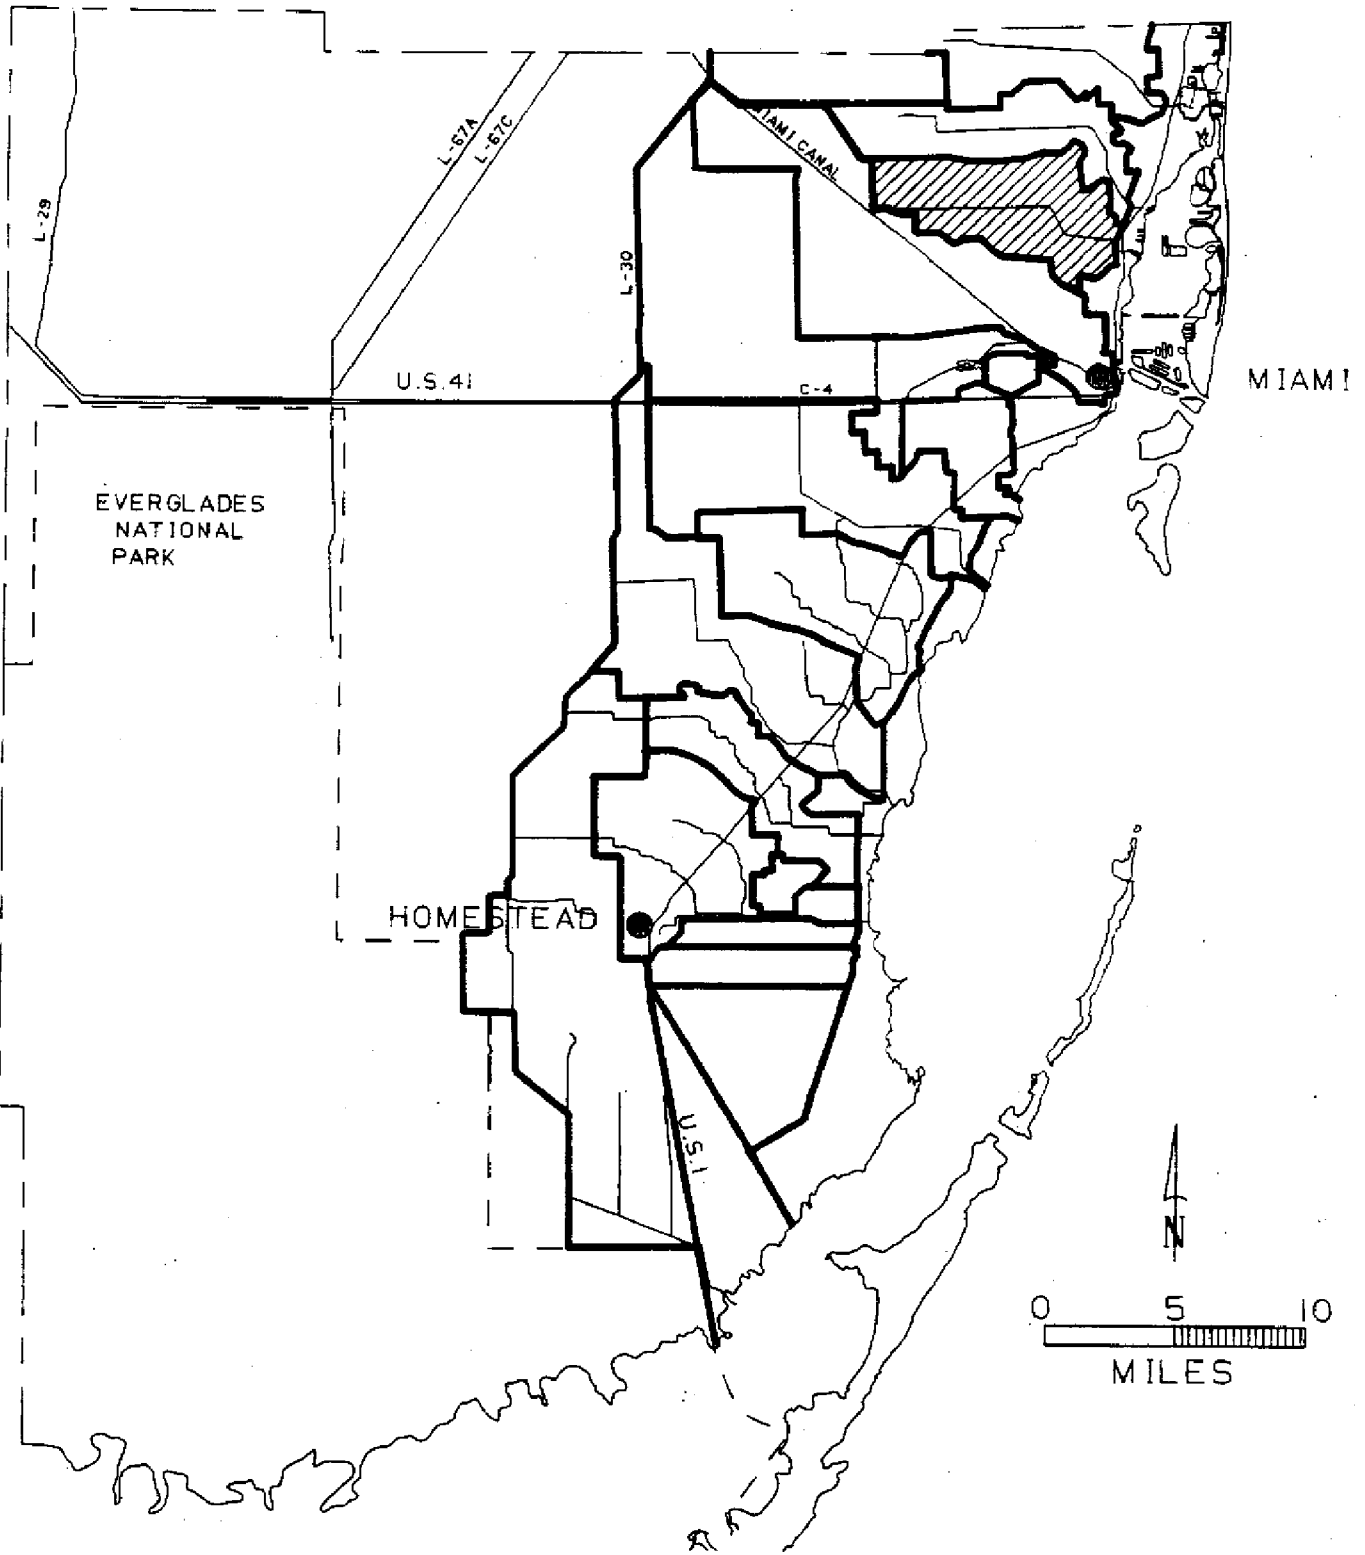 L-67A
L-67C
MIAMI CANAL
L-29
L-30
U.S.41
C-4
MIAMI
EVERGLADES
NATIONAL
PARK
HOMESTEAD
U.S.1
N
0 5 10
MILES